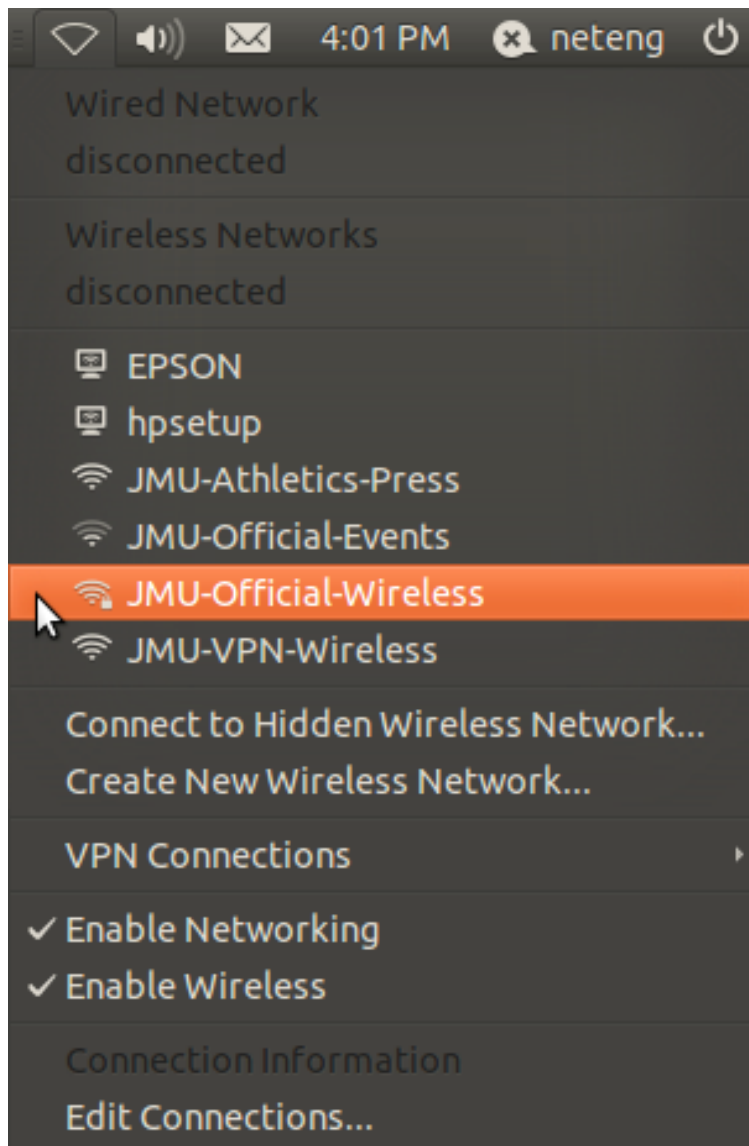 4:01 PM neteng
Wired Network
disconnected
Wireless Networks
disconnected
EPSON
hpsetup
JMU-Athletics-Press
JMU-Official-Events
JMU-Official-Wireless
JMU-VPN-Wireless
Connect to Hidden Wireless Network...
Create New Wireless Network...
VPN Connections
Enable Networking
Enable Wireless
Connection Information
Edit Connections...